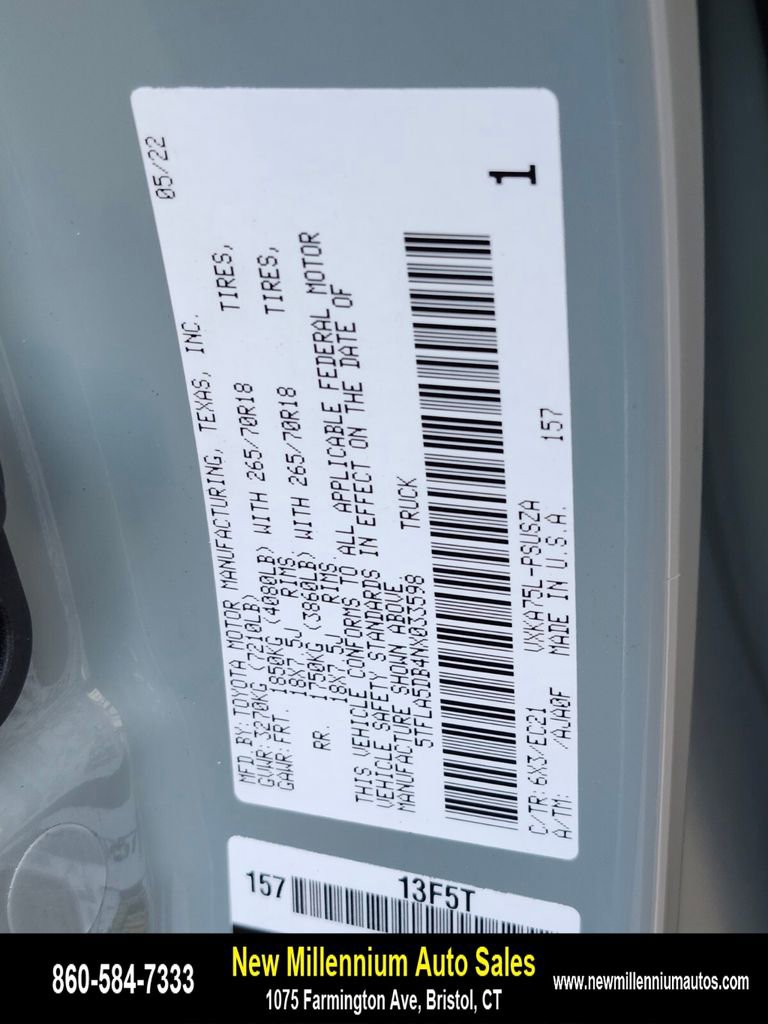 MFD BY: TOYOTA MOTOR MANUFACTURING, TEXAS, INC. 05/22
GVWR: 3270KG (7210LB)
GAWR: FRT. 1850KG (4080LB) WITH 265/70R18 TIRES,
18X7.5J RIMS
RR. 1750KG (3860LB) WITH 265/70R18 TIRES,
18X7.5J RIMS.
THIS VEHICLE CONFORMS TO ALL APPLICABLE FEDERAL MOTOR
VEHICLE SAFETY STANDARDS IN EFFECT ON THE DATE OF
MANUFACTURE SHOWN ABOVE.
5TFLA5DB4NX033598 TRUCK
1
C/TR: 6X3/EC21 VXKA75L-PSUSZA 157
A/TM: /AJA0F MADE IN U.S.A.
157 13F5T
860-584-7333
New Millennium Auto Sales
1075 Farmington Ave, Bristol, CT
www.newmillenniumautos.com